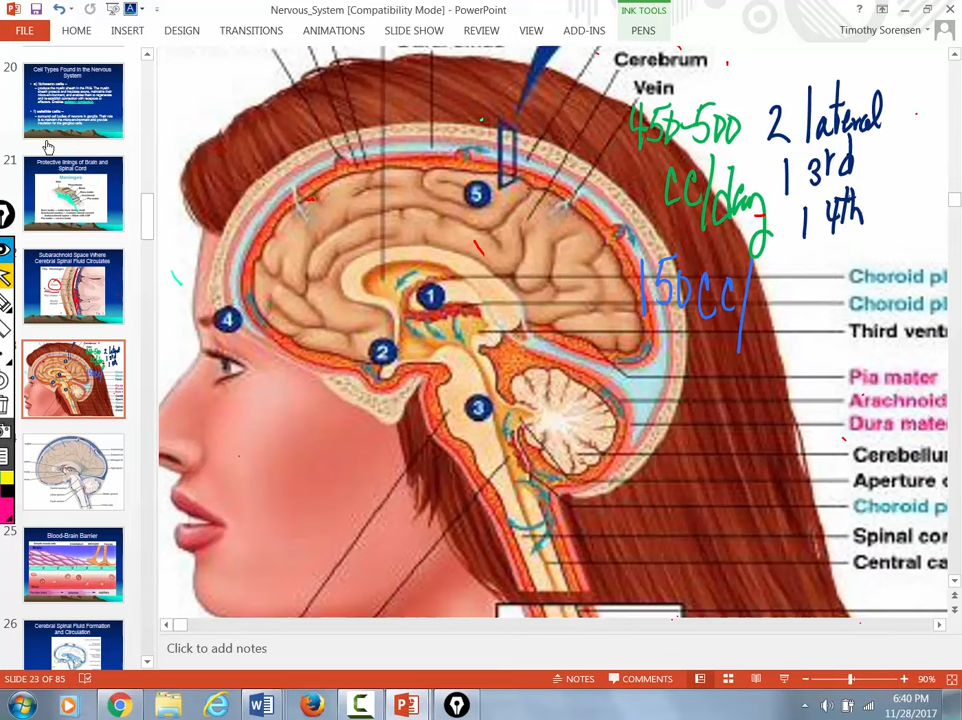 Nervous_System [Compatibility Mode] - PowerPoint
INK TOOLS
FILE
HOME
INSERT
DESIGN
TRANSITIONS
ANIMATIONS
SLIDE SHOW
REVIEW
VIEW
ADD-INS
PENS
Timothy Sorensen
20
Cell Types Found in the Nervous
System
21
Protective linings of Brain and
Spinal Cord
Meninges
Subarachnoid Space Where
Cerebral Spinal Fluid Circulates
25
Blood-Brain Barrier
26
Cerebral Spinal Fluid Formation
and Circulation
Cerebrum
Vein
450-500
cc/day
150cc/
2 lateral
1 3rd
1 4th
5
1
4
2
3
Choroid pl
Choroid pl
Third vent
Pia mater
Arachnoid
Dura mate
Cerebellum
Aperture o
Choroid p
Spinal cor
Central ca
Click to add notes
SLIDE 23 OF 85
NOTES
COMMENTS
90%
6:40 PM
11/28/2017